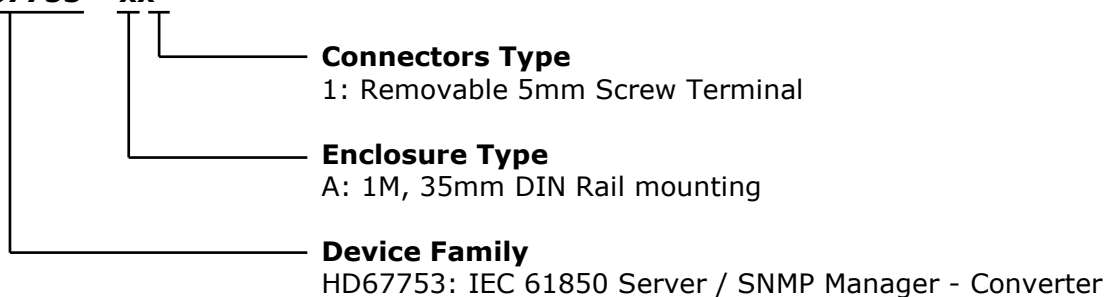 Connectors Type
1: Removable 5mm Screw Terminal
Enclosure Type
A: 1M, 35mm DIN Rail mounting
Device Family
HD67753: IEC 61850 Server / SNMP Manager - Converter